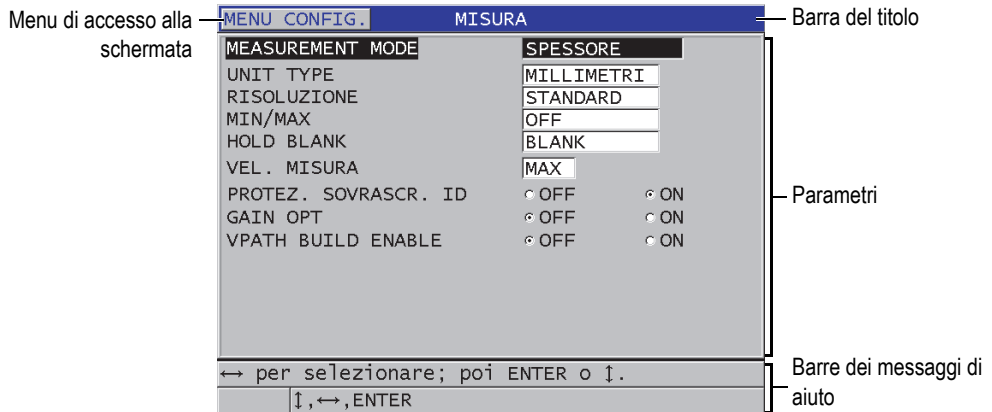 Menu di accesso alla
schermata
MENU CONFIG. MISURA
Barra del titolo
MEASUREMENT MODE SPESSORE
UNIT TYPE MILLIMETRI
RISOLUZIONE STANDARD
MIN/MAX OFF
HOLD BLANK BLANK
VEL. MISURA MAX
PROTEZ. SOVRASCR. ID OFF ON
GAIN OPT OFF ON
VPATH BUILD ENABLE OFF ON
Parametri
↔ per selezionare; poi ENTER o ↕.
↕,↔,ENTER
Barre dei messaggi di
aiuto